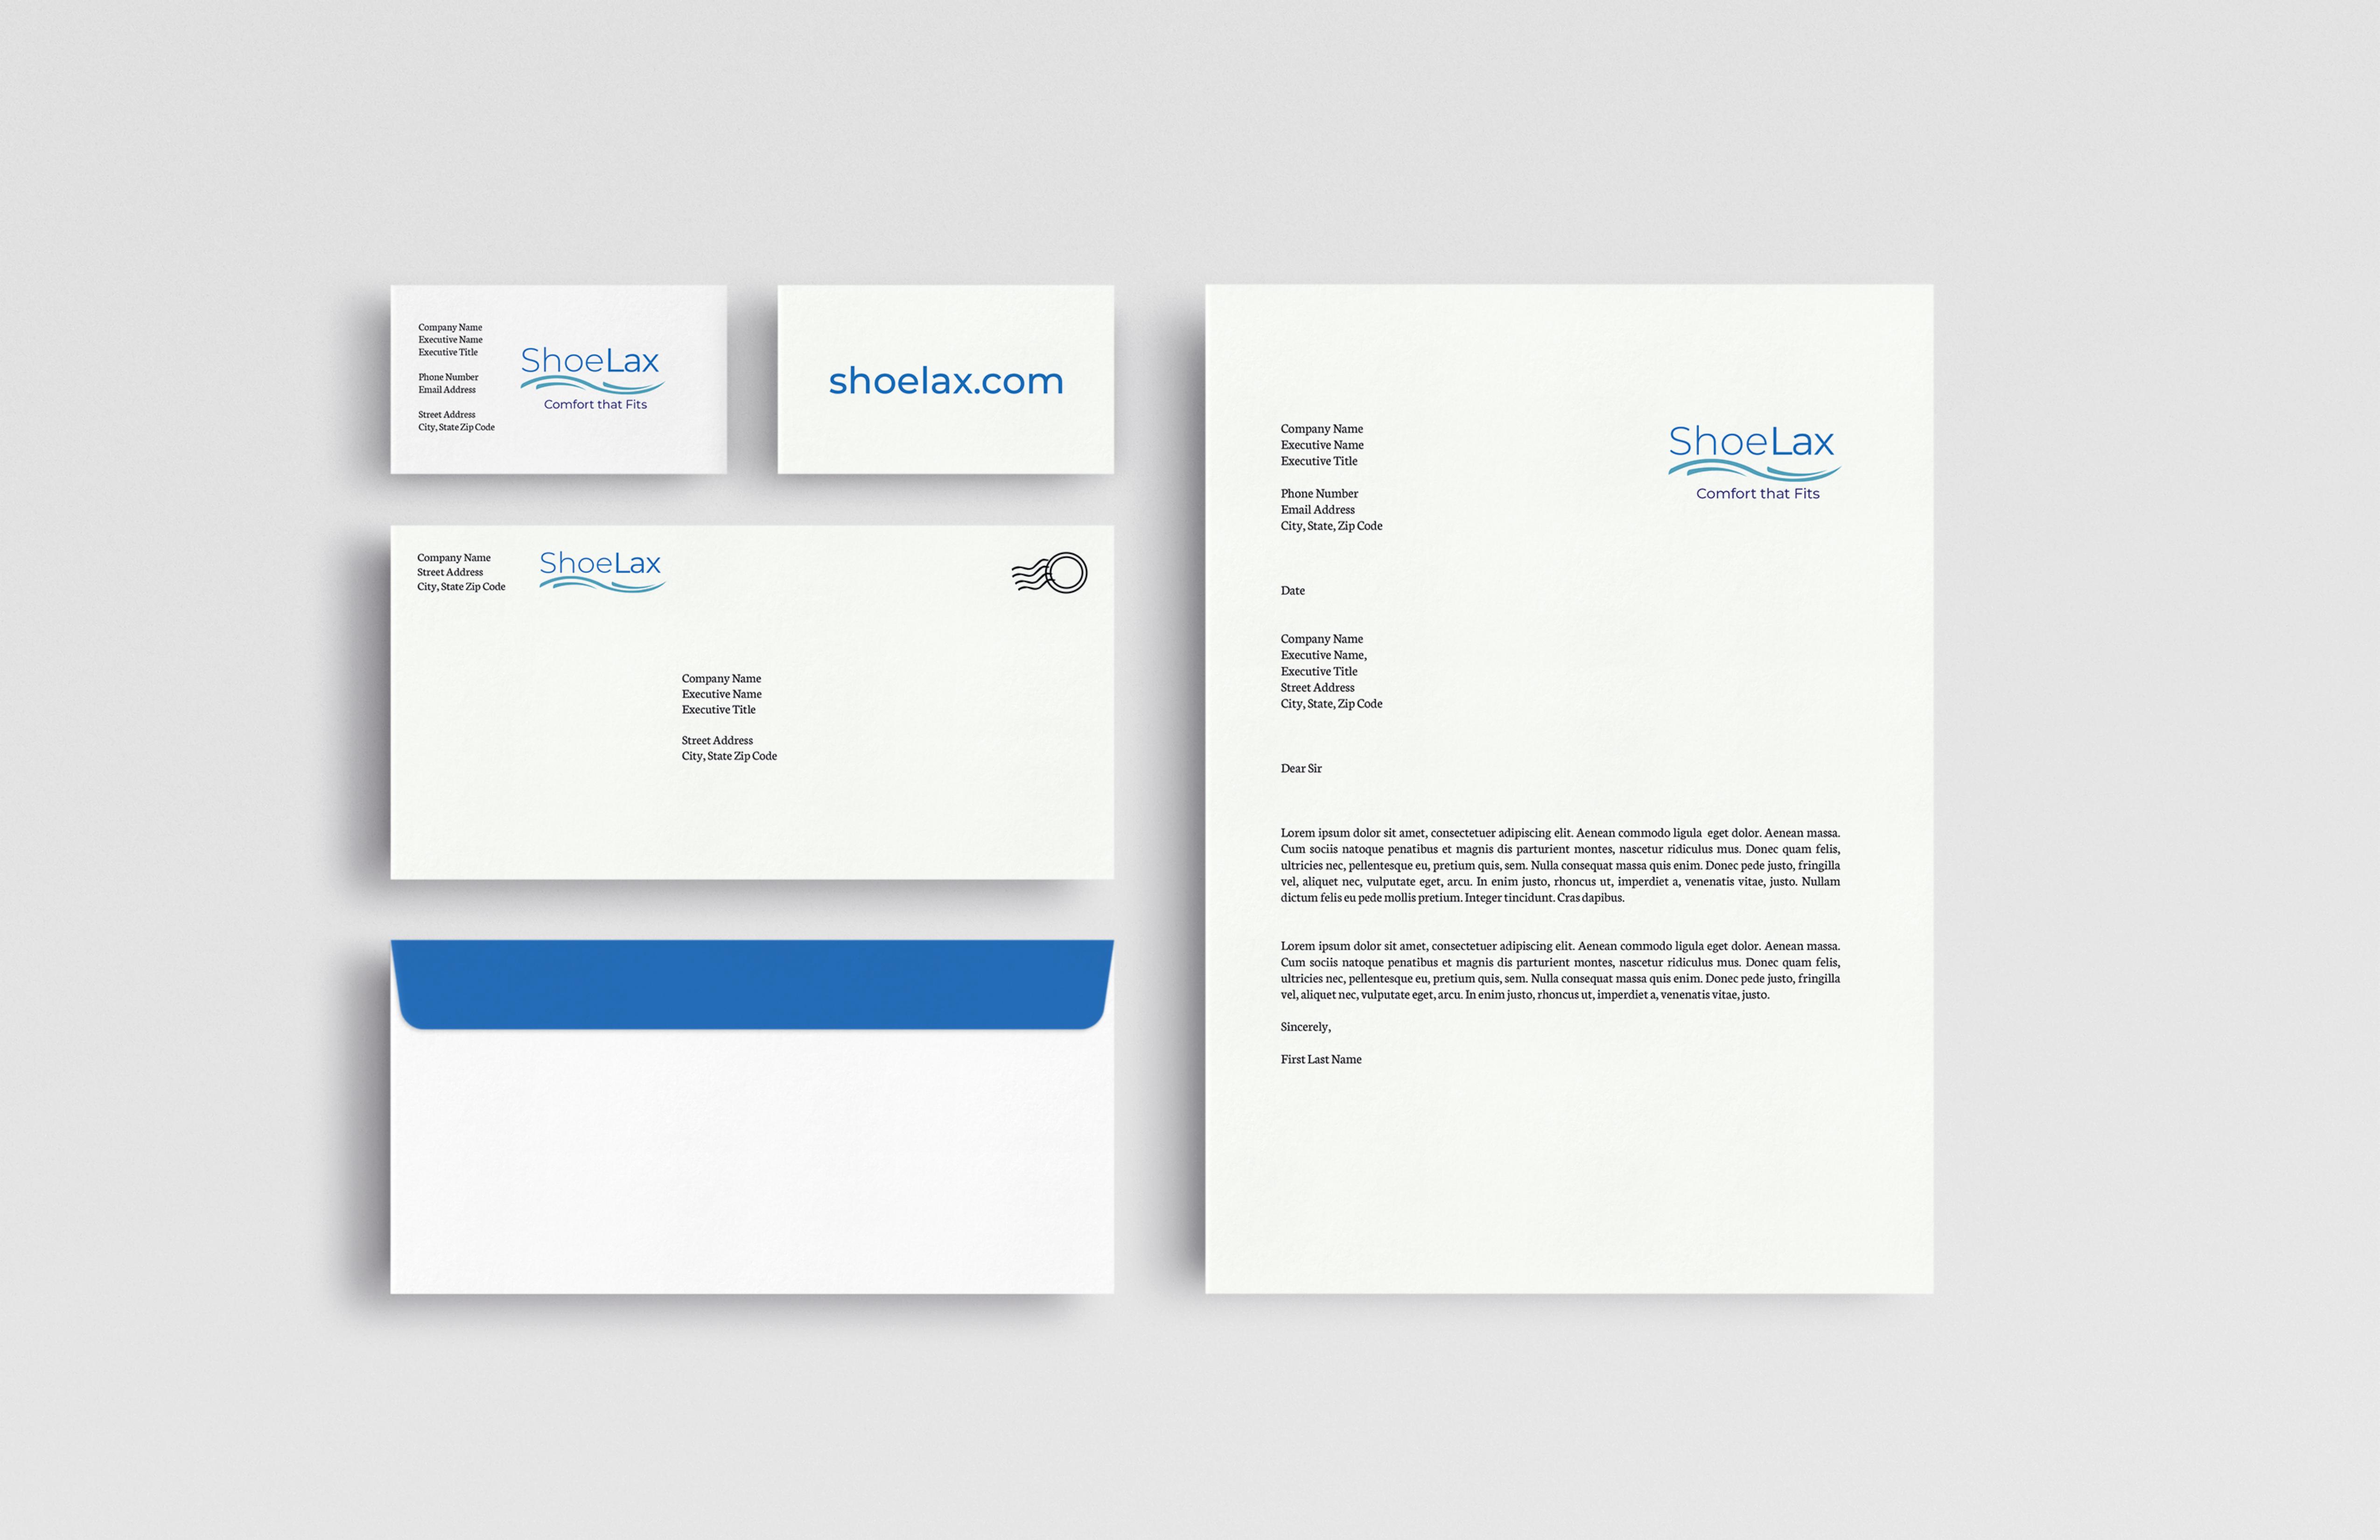 Company Name
Executive Name
Executive Title
Phone Number
Email Address
Street Address
City, State Zip Code
ShoeLax
Comfort that Fits
shoelax.com
Company Name
Street Address
City, State Zip Code
ShoeLax
Company Name
Executive Name
Executive Title
Street Address
City, State Zip Code
Company Name
Executive Name
Executive Title
Phone Number
Email Address
City, State, Zip Code
ShoeLax
Comfort that Fits
Date
Company Name
Executive Name,
Executive Title
Street Address
City, State, Zip Code
Dear Sir
Lorem ipsum dolor sit amet, consectetuer adipiscing elit. Aenean commodo ligula  eget dolor. Aenean massa.
Cum sociis natoque penatibus et magnis dis parturient montes, nascetur ridiculus mus. Donec quam felis,
ultricies nec, pellentesque eu, pretium quis, sem. Nulla consequat massa quis enim. Donec pede justo, fringilla
vel, aliquet nec, vulputate eget, arcu. In enim justo, rhoncus ut, imperdiet a, venenatis vitae, justo. Nullam
dictum felis eu pede mollis pretium. Integer tincidunt. Cras dapibus.
Lorem ipsum dolor sit amet, consectetuer adipiscing elit. Aenean commodo ligula eget dolor. Aenean massa.
Cum sociis natoque penatibus et magnis dis parturient montes, nascetur ridiculus mus. Donec quam felis,
ultricies nec, pellentesque eu, pretium quis, sem. Nulla consequat massa quis enim. Donec pede justo, fringilla
vel, aliquet nec, vulputate eget, arcu. In enim justo, rhoncus ut, imperdiet a, venenatis vitae, justo.
Sincerely,
First Last Name